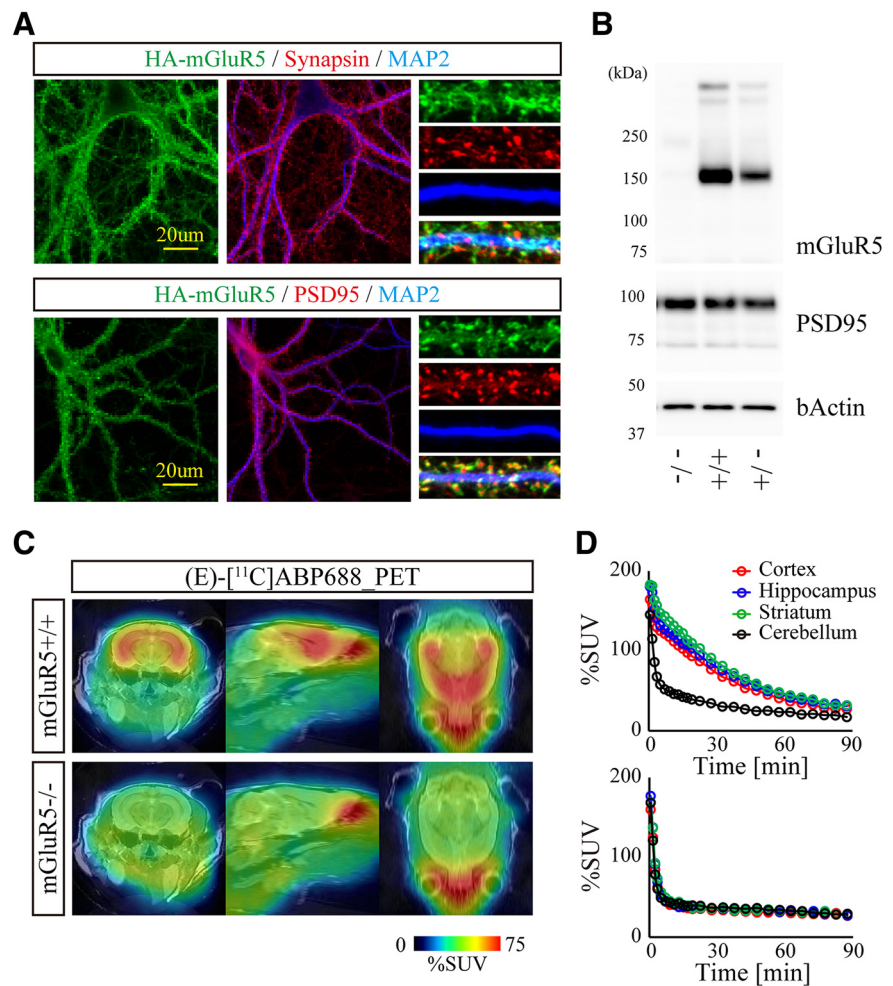 A
HA-mGluR5 / Synapsin / MAP2
20um
HA-mGluR5 / PSD95 / MAP2
20um
B
(kDa)
250
150
100
75
mGluR5
100
75
PSD95
50
37
bActin
-/- +/+ +/-
C
(E)-[¹¹C]ABP688_PET
mGluR5+/+
mGluR5-/-
0 75
%SUV
D
200
100
0
%SUV
Cortex
Hippocampus
Striatum
Cerebellum
0 30 60 90
Time [min]
200
100
0
%SUV
0 30 60 90
Time [min]